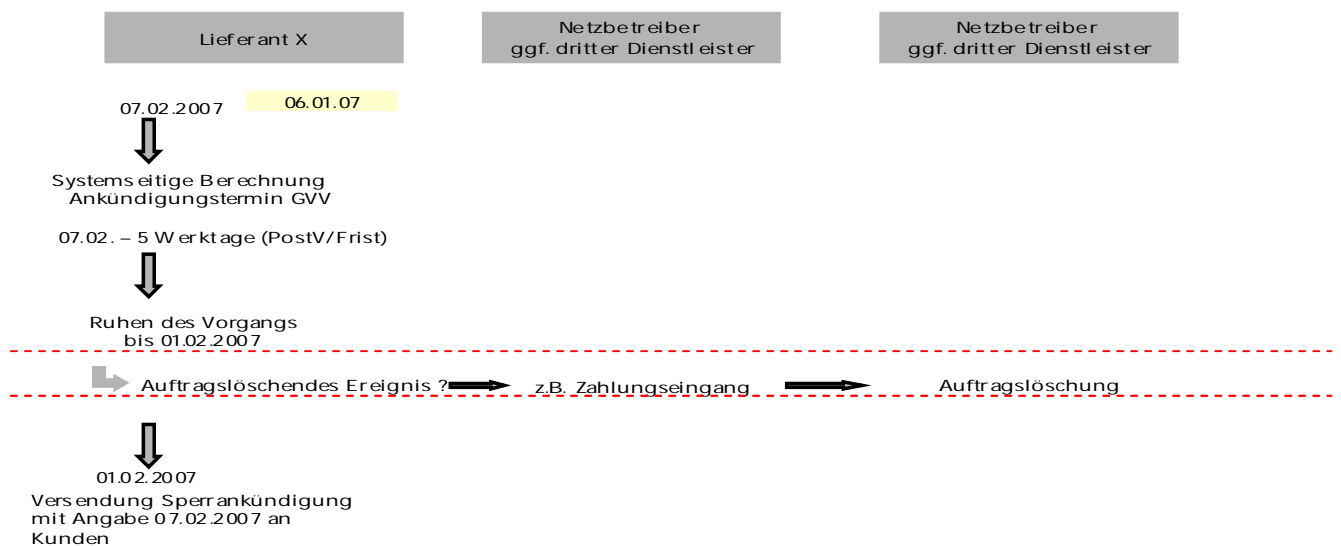 Lieferant X
Netzbetreiber
ggf. dritter Dienstleister
Netzbetreiber
ggf. dritter Dienstleister
07.02.2007
06.01.07
Systemseitige Berechnung
Ankündigungstermin GVV
07.02. – 5 Werktage (PostV/Frist)
Ruhen des Vorgangs
bis 01.02.2007
Auftragslöschendes Ereignis ?
z.B. Zahlungseingang
Auftragslöschung
01.02.2007
Versendung Sperrankündigung
mit Angabe 07.02.2007 an
Kunden